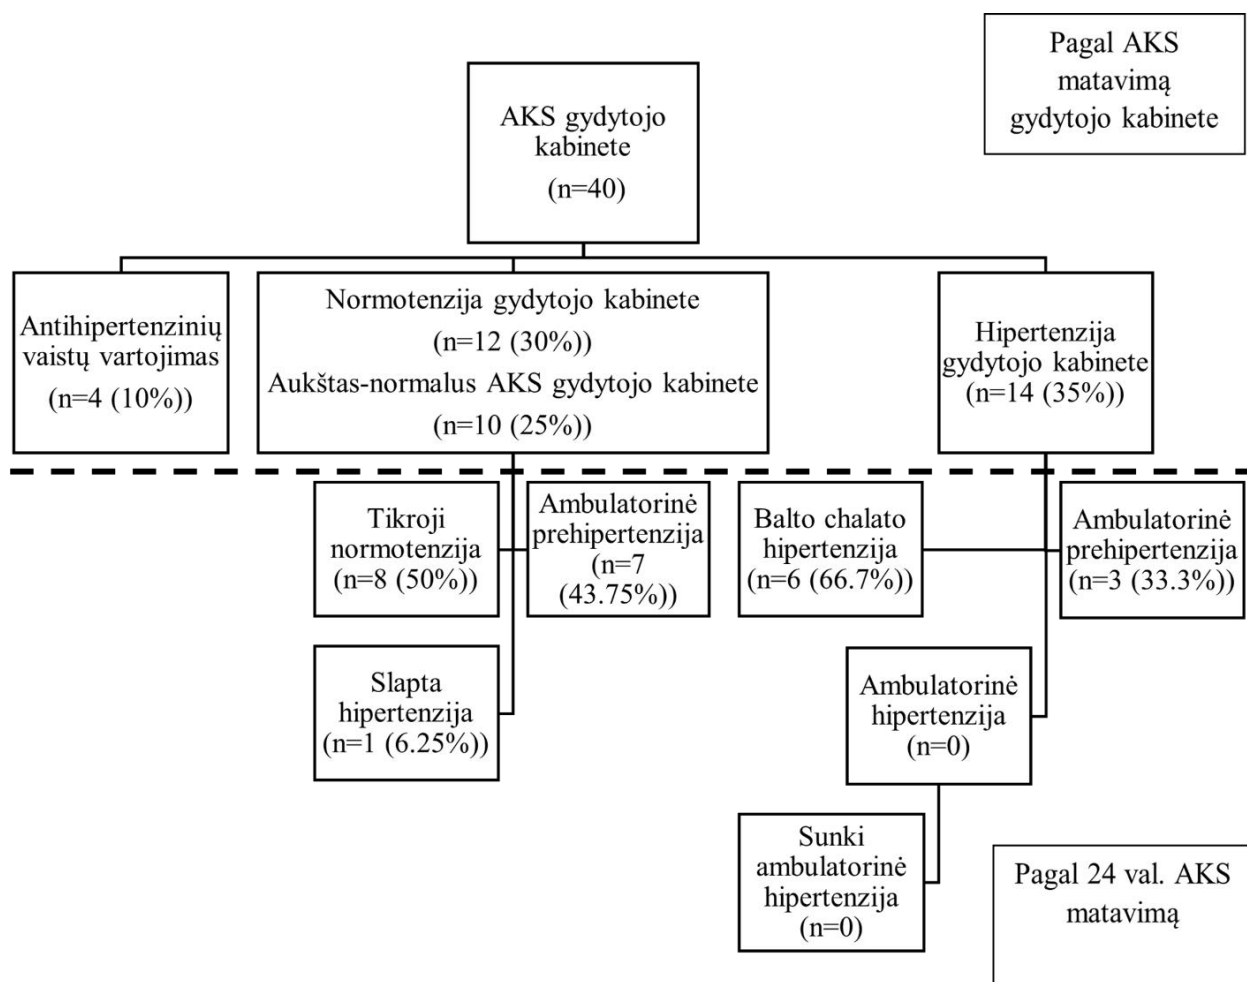 Pagal AKS
matavimą
gydytojo kabinete
AKS gydytojo
kabinete
(n=40)
Antihipertenzinių
vaistų vartojimas
(n=4 (10%))
Normotenzija gydytojo kabinete
(n=12 (30%))
Aukštas-normalus AKS gydytojo kabinete
(n=10 (25%))
Hipertenzija
gydytojo kabinete
(n=14 (35%))
Tikroji
normotenzija
(n=8 (50%))
Ambulatorinė
prehipertenzija
(n=7
(43.75%))
Balto chalato
hipertenzija
(n=6 (66.7%))
Ambulatorinė
prehipertenzija
(n=3 (33.3%))
Slapta
hipertenzija
(n=1 (6.25%))
Ambulatorinė
hipertenzija
(n=0)
Sunki
ambulatorinė
hipertenzija
(n=0)
Pagal 24 val. AKS
matavimą